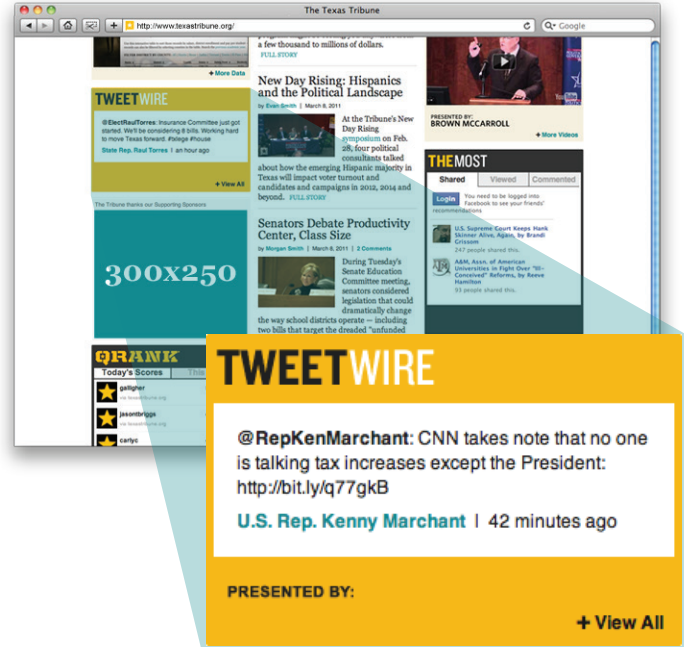 The Texas Tribune
http://www.texastribune.org/
Google
a few thousand to millions of dollars.
FULL STORY
+ More Data
TWEETWIRE
@ElectRaulTorres: Insurance Committee just got
started. We'll be considering 8 bills. Working hard
to move Texas forward. #txlege #house
State Rep. Raul Torres | an hour ago
+ View All
The Tribune thanks our Supporting Sponsors
300x250
QRANK
Today's Scores
This
galligher
via texastribune.org
jasontbriggs
via texastribune.org
carlyc
New Day Rising: Hispanics
and the Political Landscape
by Evan Smith | March 8, 2011
At the Tribune's New
Day Rising
symposium on Feb.
28, four political
consultants talked
about how the emerging Hispanic majority in
Texas will impact voter turnout and
candidates and campaigns in 2012, 2014 and
beyond. FULL STORY
Senators Debate Productivity
Center, Class Size
by Morgan Smith | March 8, 2011 | 2 Comments
During Tuesday's
Senate Education
Committee meeting,
senators considered
legislation that could
dramatically change
the way school districts operate — including
two bills that target the dreaded "unfunded
YouTube
PRESENTED BY:
BROWN MCCARROLL
+ More Videos
THEMOST
Shared Viewed Commented
Login
You need to be logged into
Facebook to see your friends'
recommendations
U.S. Supreme Court Keeps Hank
Skinner Alive, Again, by Brandi
Grissom
247 people shared this.
A&M, Assn. of American
Universities in Fight Over "Ill-
Conceived" Reforms, by Reeve
Hamilton
93 people shared this.
TWEETWIRE
@RepKenMarchant: CNN takes note that no one
is talking tax increases except the President:
http://bit.ly/q77gkB
U.S. Rep. Kenny Marchant | 42 minutes ago
PRESENTED BY:
+ View All